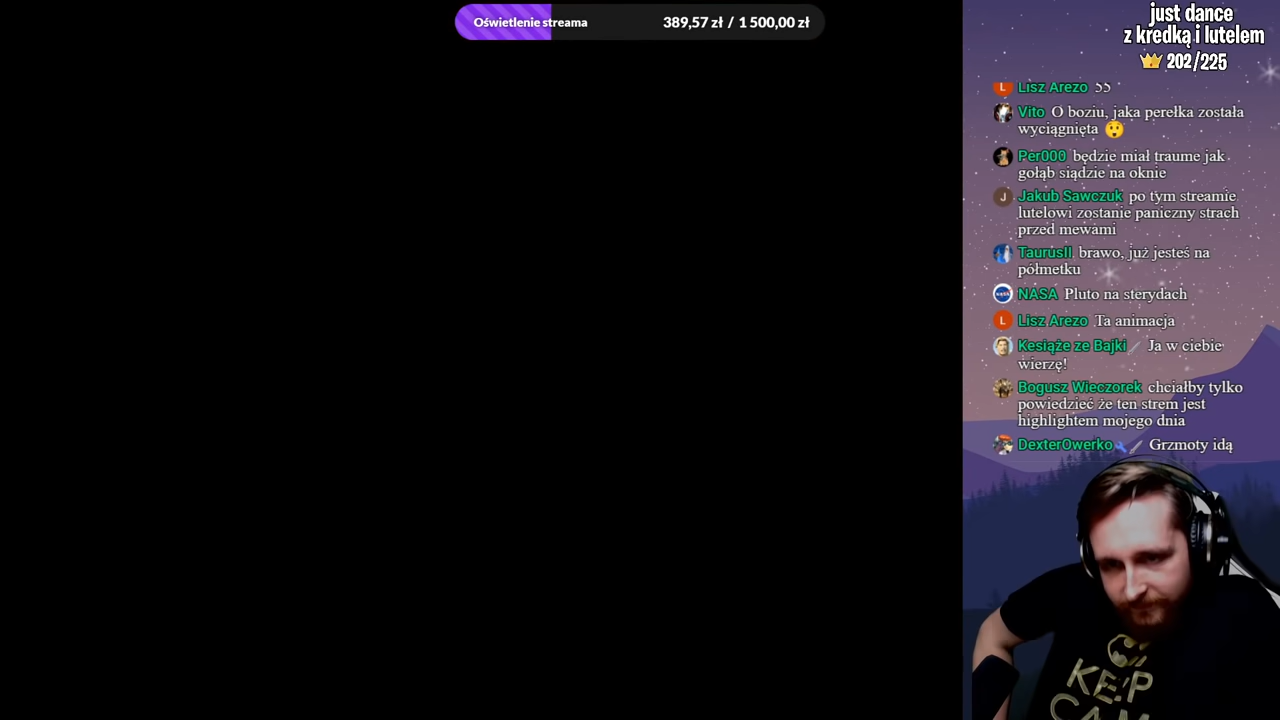 Oświetlenie streama 389,57 zł / 1 500,00 zł
just dance
z kredką i lutelem
202/225
Lisz Arezo 55
Vito O boziu, jaka perełka została
wyciągnięta
Per000 będzie miał traume jak
gołąb siądzie na oknie
Jakub Sawczuk po tym streamie
lutelowi zostanie paniczny strach
przed mewami
TaurusII brawo, już jesteś na
półmetku
NASA Pluto na sterydach
Lisz Arezo Ta animacja
Kesiąże ze Bajki Ja w ciebie
wierzę!
Bogusz Wieczorek chciałby tylko
powiedzieć że ten strem jest
highlightem mojego dnia
DexterOwerko Grzmoty idą
KEEP
CALM